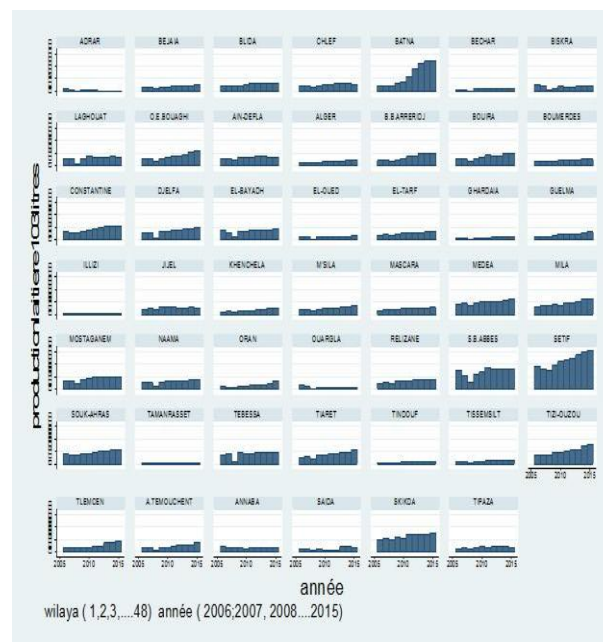 ADRAR BEJAIA BLIDA CHLEF BATNA BECHAR BISKRA
LAGHOUAT O.E.BOUAGHI AIN-DEFLA ALGER B.B.ARRERIDJ BOUIRA BOUMERDES
CONSTANTINE DJELFA EL-BAYADH EL-OUED EL-TARF GHARDAIA GUELMA
ILLIZI JIJEL KHENCHELA M'SILA MASCARA MEDEA MILA
MOSTAGANEM NAAMA ORAN OUARGLA RELIZANE S.B.ABBES SETIF
SOUK-AHRAS TAMANRASSET TEBESSA TIARET TINDOUF TISSEMSILT TIZI-OUZOU
2005 2010 2015
TLEMCEN A.TEMOUCHENT ANNABA SAIDA SKIKDA TIPAZA
2005 2010 2015 2005 2010 2015 2005 2010 2015 2005 2010 2015 2005 2010 2015 2005 2010 2015
production laitiere 103 litres
année
wilaya ( 1,2,3,....48) année ( 2006;2007, 2008....2015)